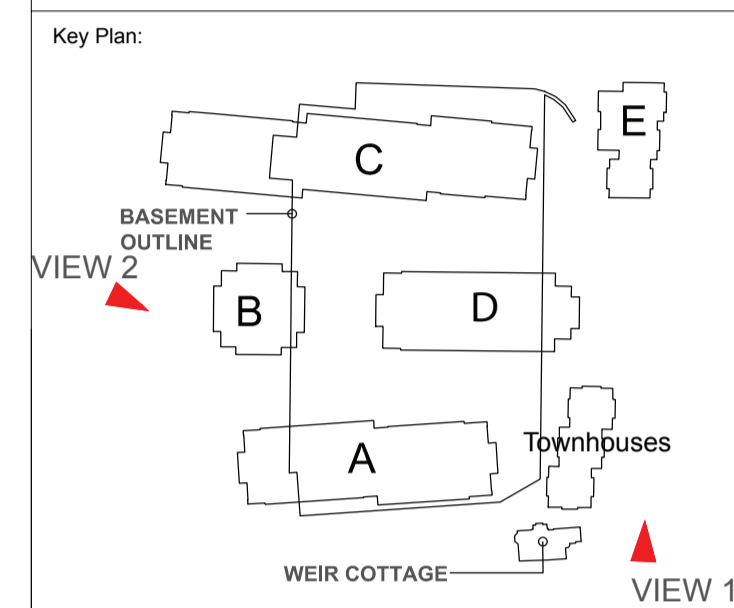 Key Plan:
E
C
BASEMENT
OUTLINE
VIEW 2
B
D
Townhouses
A
WEIR COTTAGE
VIEW 1